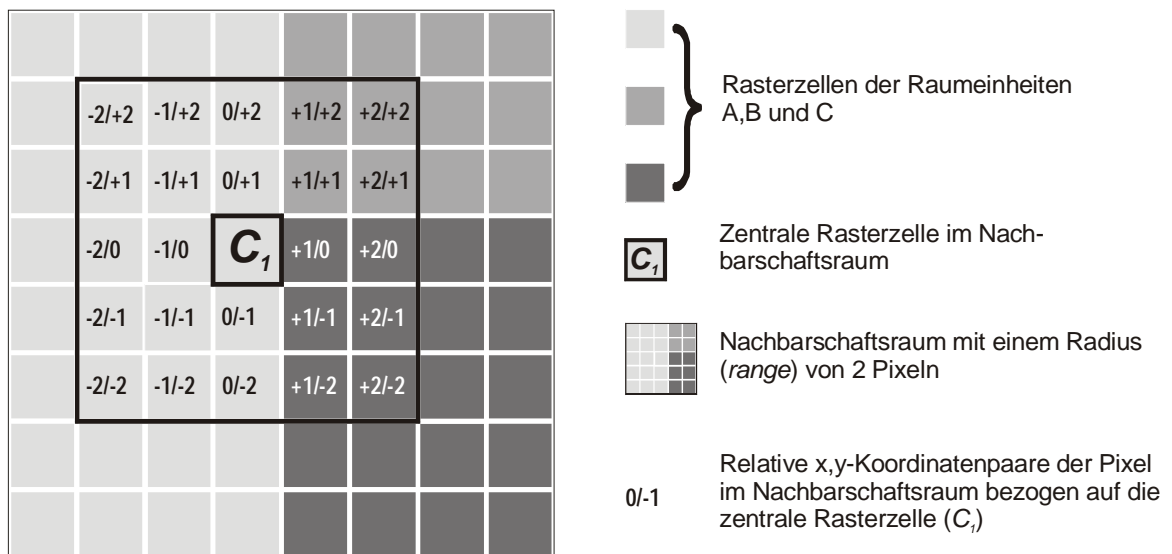 -2/+2 -1/+2 0/+2 +1/+2 +2/+2
-2/+1 -1/+1 0/+1 +1/+1 +2/+1
-2/0 -1/0 C₁ +1/0 +2/0
-2/-1 -1/-1 0/-1 +1/-1 +2/-1
-2/-2 -1/-2 0/-2 +1/-2 +2/-2
Rasterzellen der Raumeinheiten
A,B und C
C₁
Zentrale Rasterzelle im Nach-
barschaftsraum
Nachbarschaftsraum mit einem Radius
(range) von 2 Pixeln
0/-1
Relative x,y-Koordinatenpaare der Pixel
im Nachbarschaftsraum bezogen auf die
zentrale Rasterzelle (C₁)